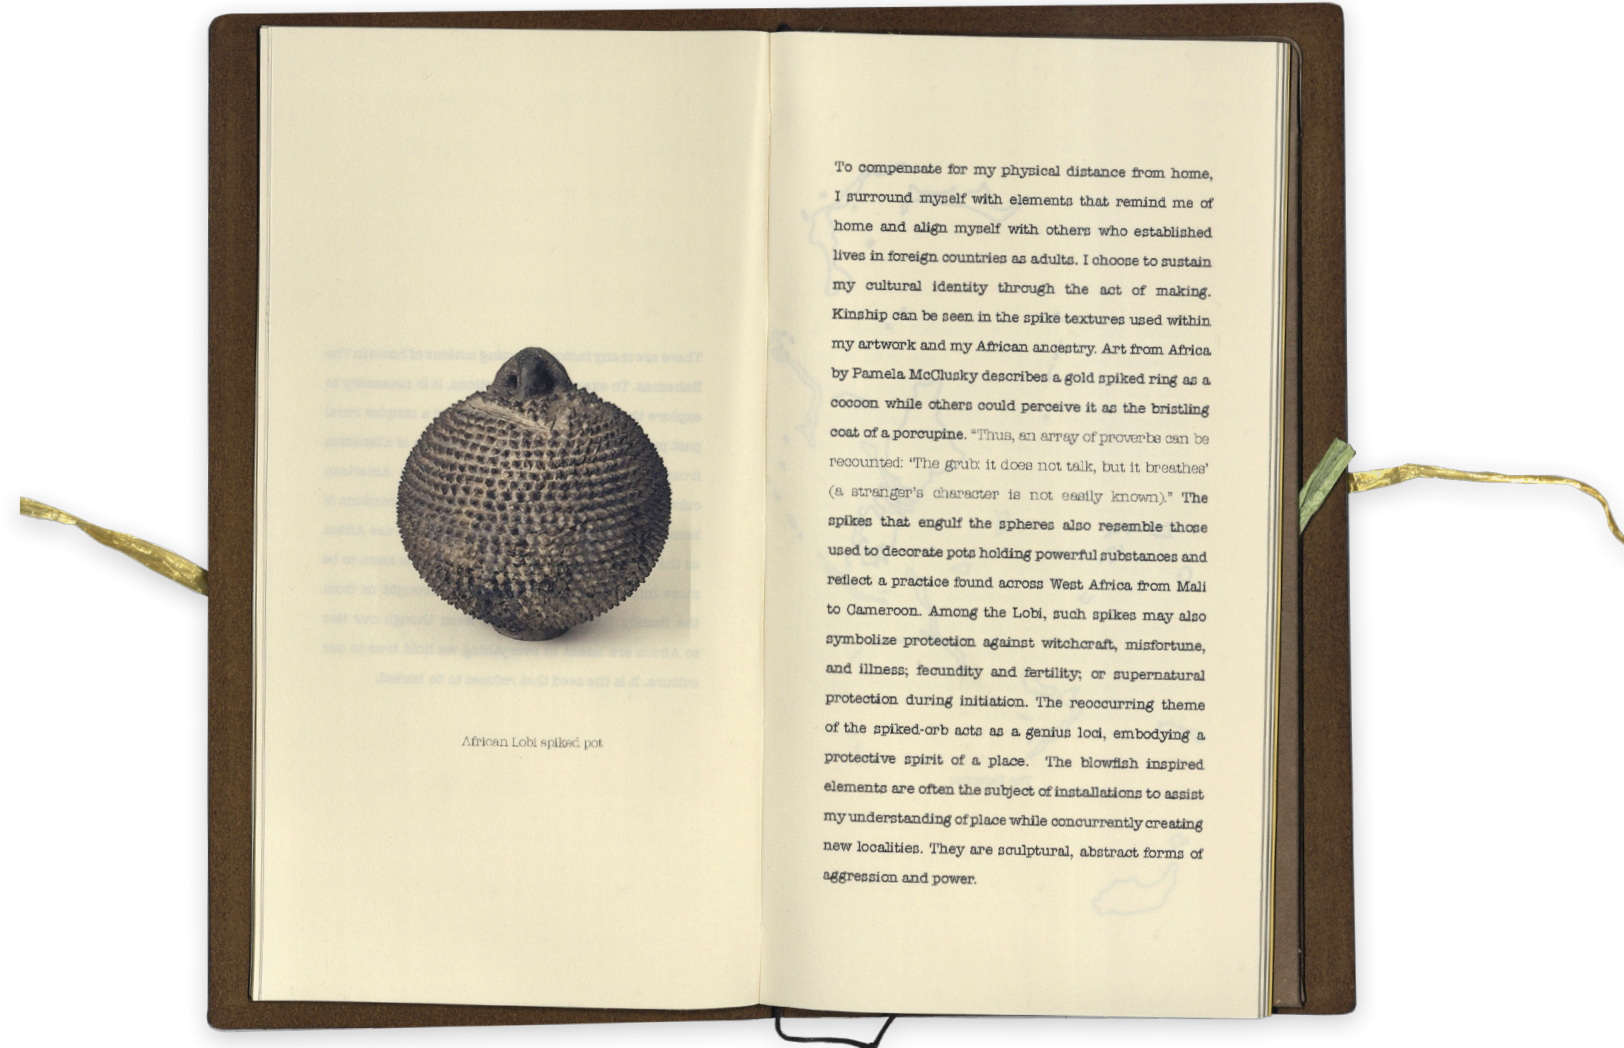 African Lobi spiked pot
To compensate for my physical distance from home,
I surround myself with elements that remind me of
home and align myself with others who established
lives in foreign countries as adults. I choose to sustain
my cultural identity through the act of making.
Kinship can be seen in the spike textures used within
my artwork and my African ancestry. Art from Africa
by Pamela McClusky describes a gold spiked ring as a
cocoon while others could perceive it as the bristling
coat of a porcupine. "Thus, an array of proverbs can be
recounted: 'The grub: it does not talk, but it breathes'
(a stranger's character is not easily known)." The
spikes that engulf the spheres also resemble those
used to decorate pots holding powerful substances and
reflect a practice found across West Africa from Mali
to Cameroon. Among the Lobi, such spikes may also
symbolize protection against witchcraft, misfortune,
and illness; fecundity and fertility; or supernatural
protection during initiation. The reoccurring theme
of the spiked-orb acts as a genius loci, embodying a
protective spirit of a place. The blowfish inspired
elements are often the subject of installations to assist
my understanding of place while concurrently creating
new localities. They are sculptural, abstract forms of
aggression and power.